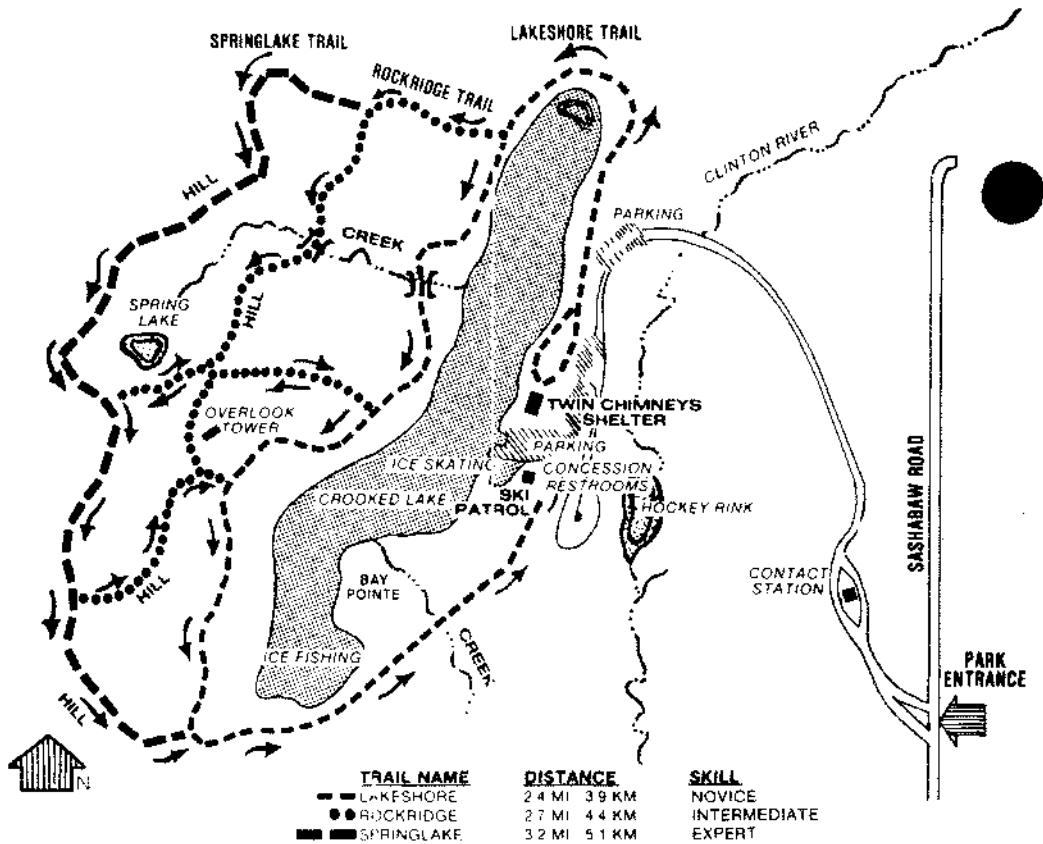 SPRINGLAKE TRAIL
LAKESHORE TRAIL
ROCKRIDGE TRAIL
CLINTON RIVER
HILL
PARKING
CREEK
SPRING
LAKE
HILL
OVERLOOK
TOWER
TWIN CHIMNEYS
SHELTER
PARKING
ICE SKATING
CONCESSION
RESTROOMS
CROOKED LAKE
SKI
PATROL
HOCKEY RINK
SASHABAW ROAD
HILL
BAY
POINTE
CONTACT
STATION
ICE FISHING
CREEK
PARK
ENTRANCE
HILL
N
TRAIL NAME DISTANCE SKILL
LAKESHORE 2.4 MI 3.9 KM NOVICE
ROCKRIDGE 2.7 MI 4.4 KM INTERMEDIATE
SPRINGLAKE 3.2 MI 5.1 KM EXPERT